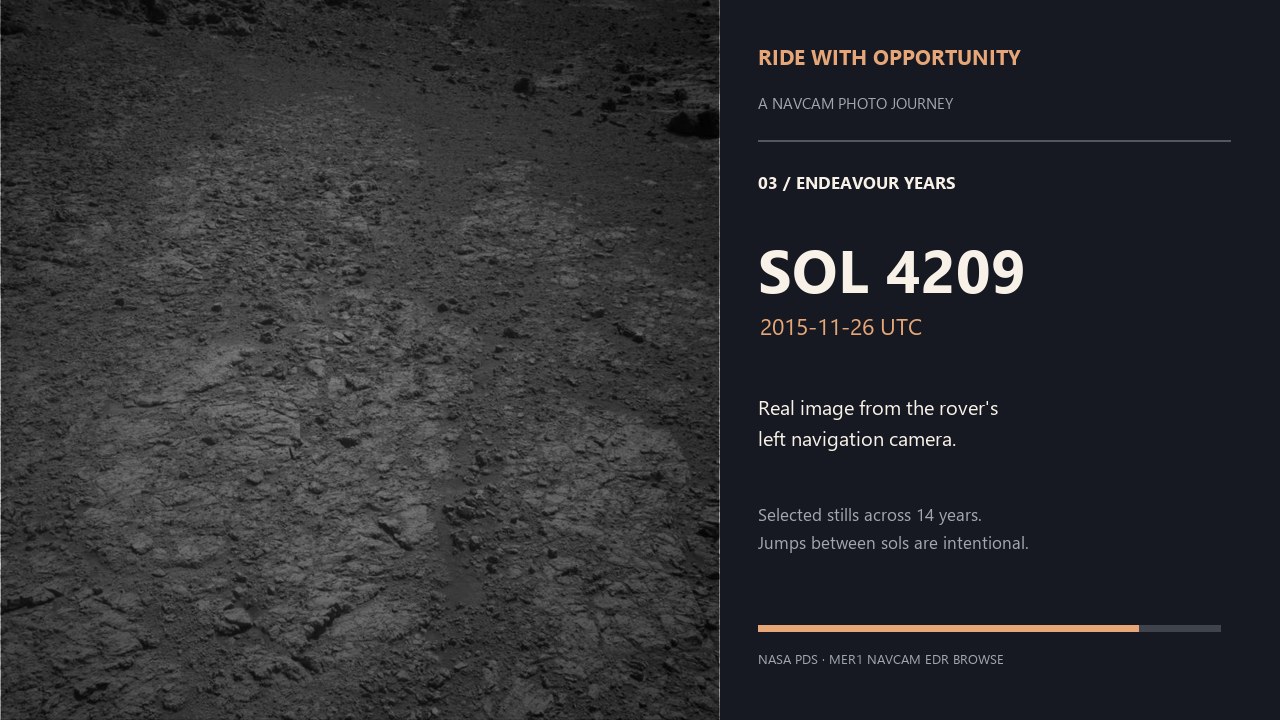 RIDE WITH OPPORTUNITY
A NAVCAM PHOTO JOURNEY
03 / ENDEAVOUR YEARS
SOL 4209
2015-11-26 UTC
Real image from the rover's
left navigation camera.
Selected stills across 14 years.
Jumps between sols are intentional.
NASA PDS · MER1 NAVCAM EDR BROWSE